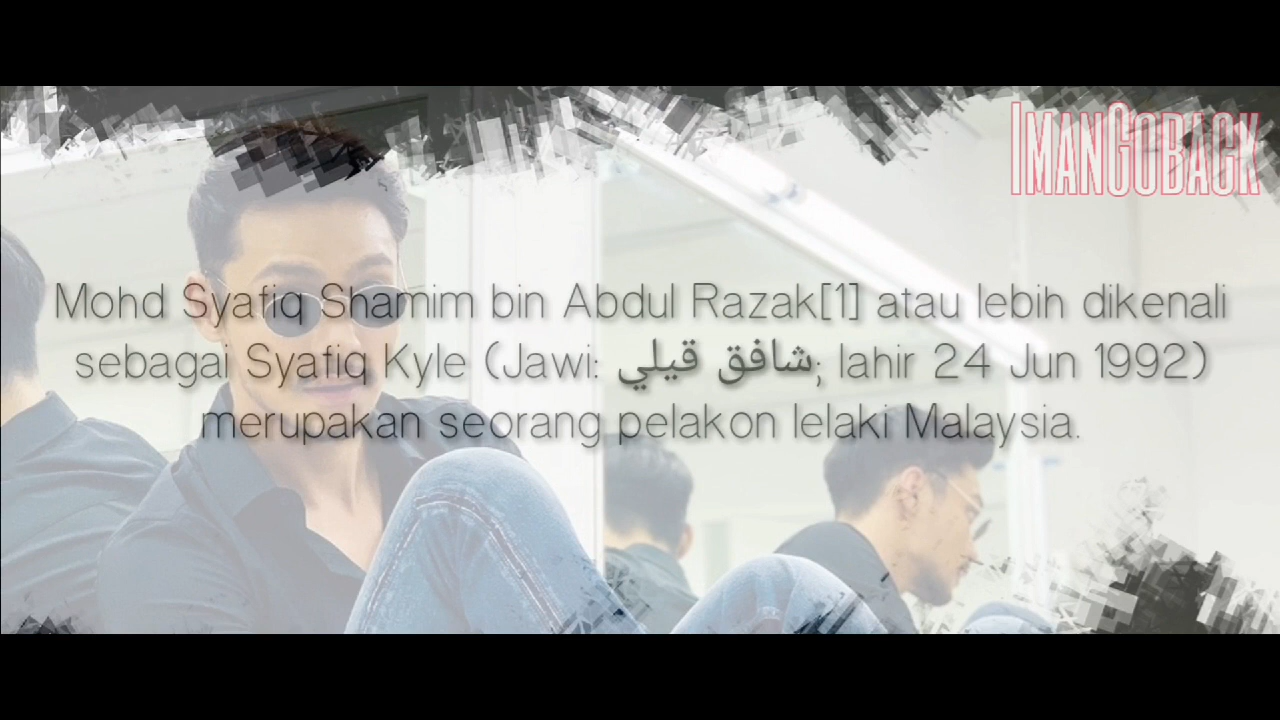 ImanGoback
Mohd Syafiq Shamim bin Abdul Razak[1] atau lebih dikenali
sebagai Syafiq Kyle (Jawi: شافق قيلي; lahir 24 Jun 1992)
merupakan seorang pelakon lelaki Malaysia.